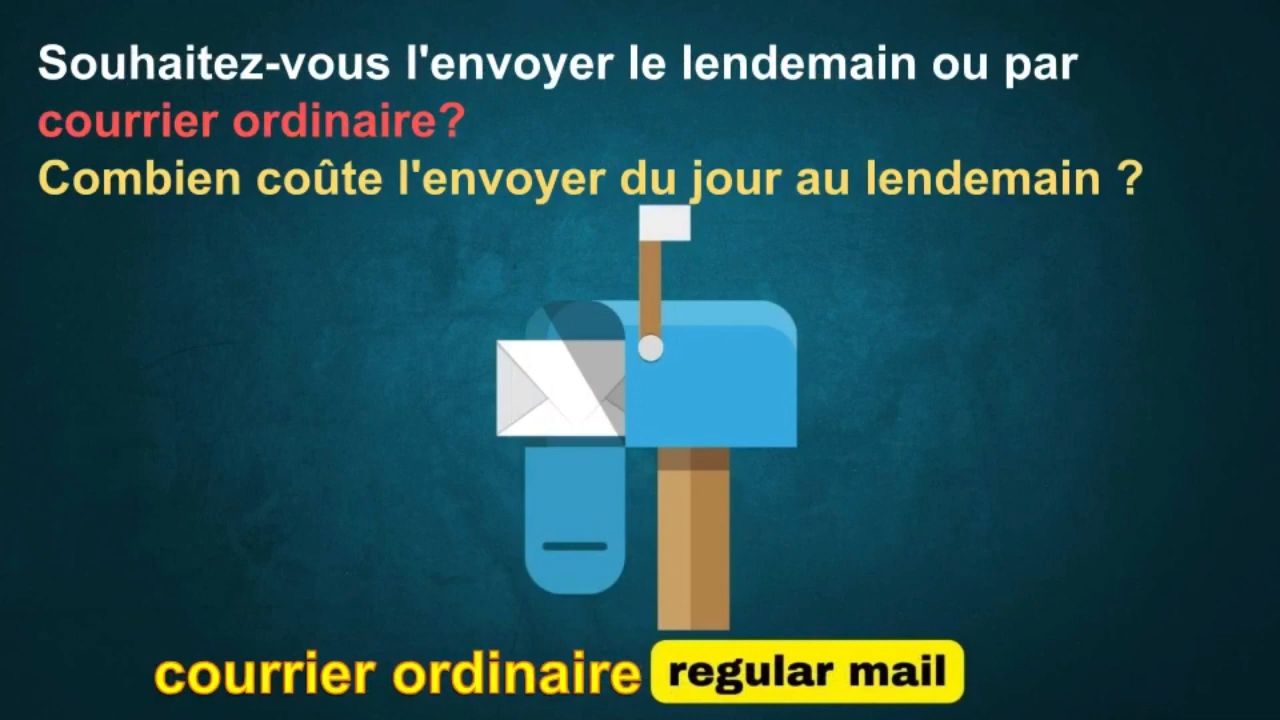 Souhaitez-vous l'envoyer le lendemain ou par
courrier ordinaire?
Combien coûte l'envoyer du jour au lendemain ?
courrier ordinaire regular mail